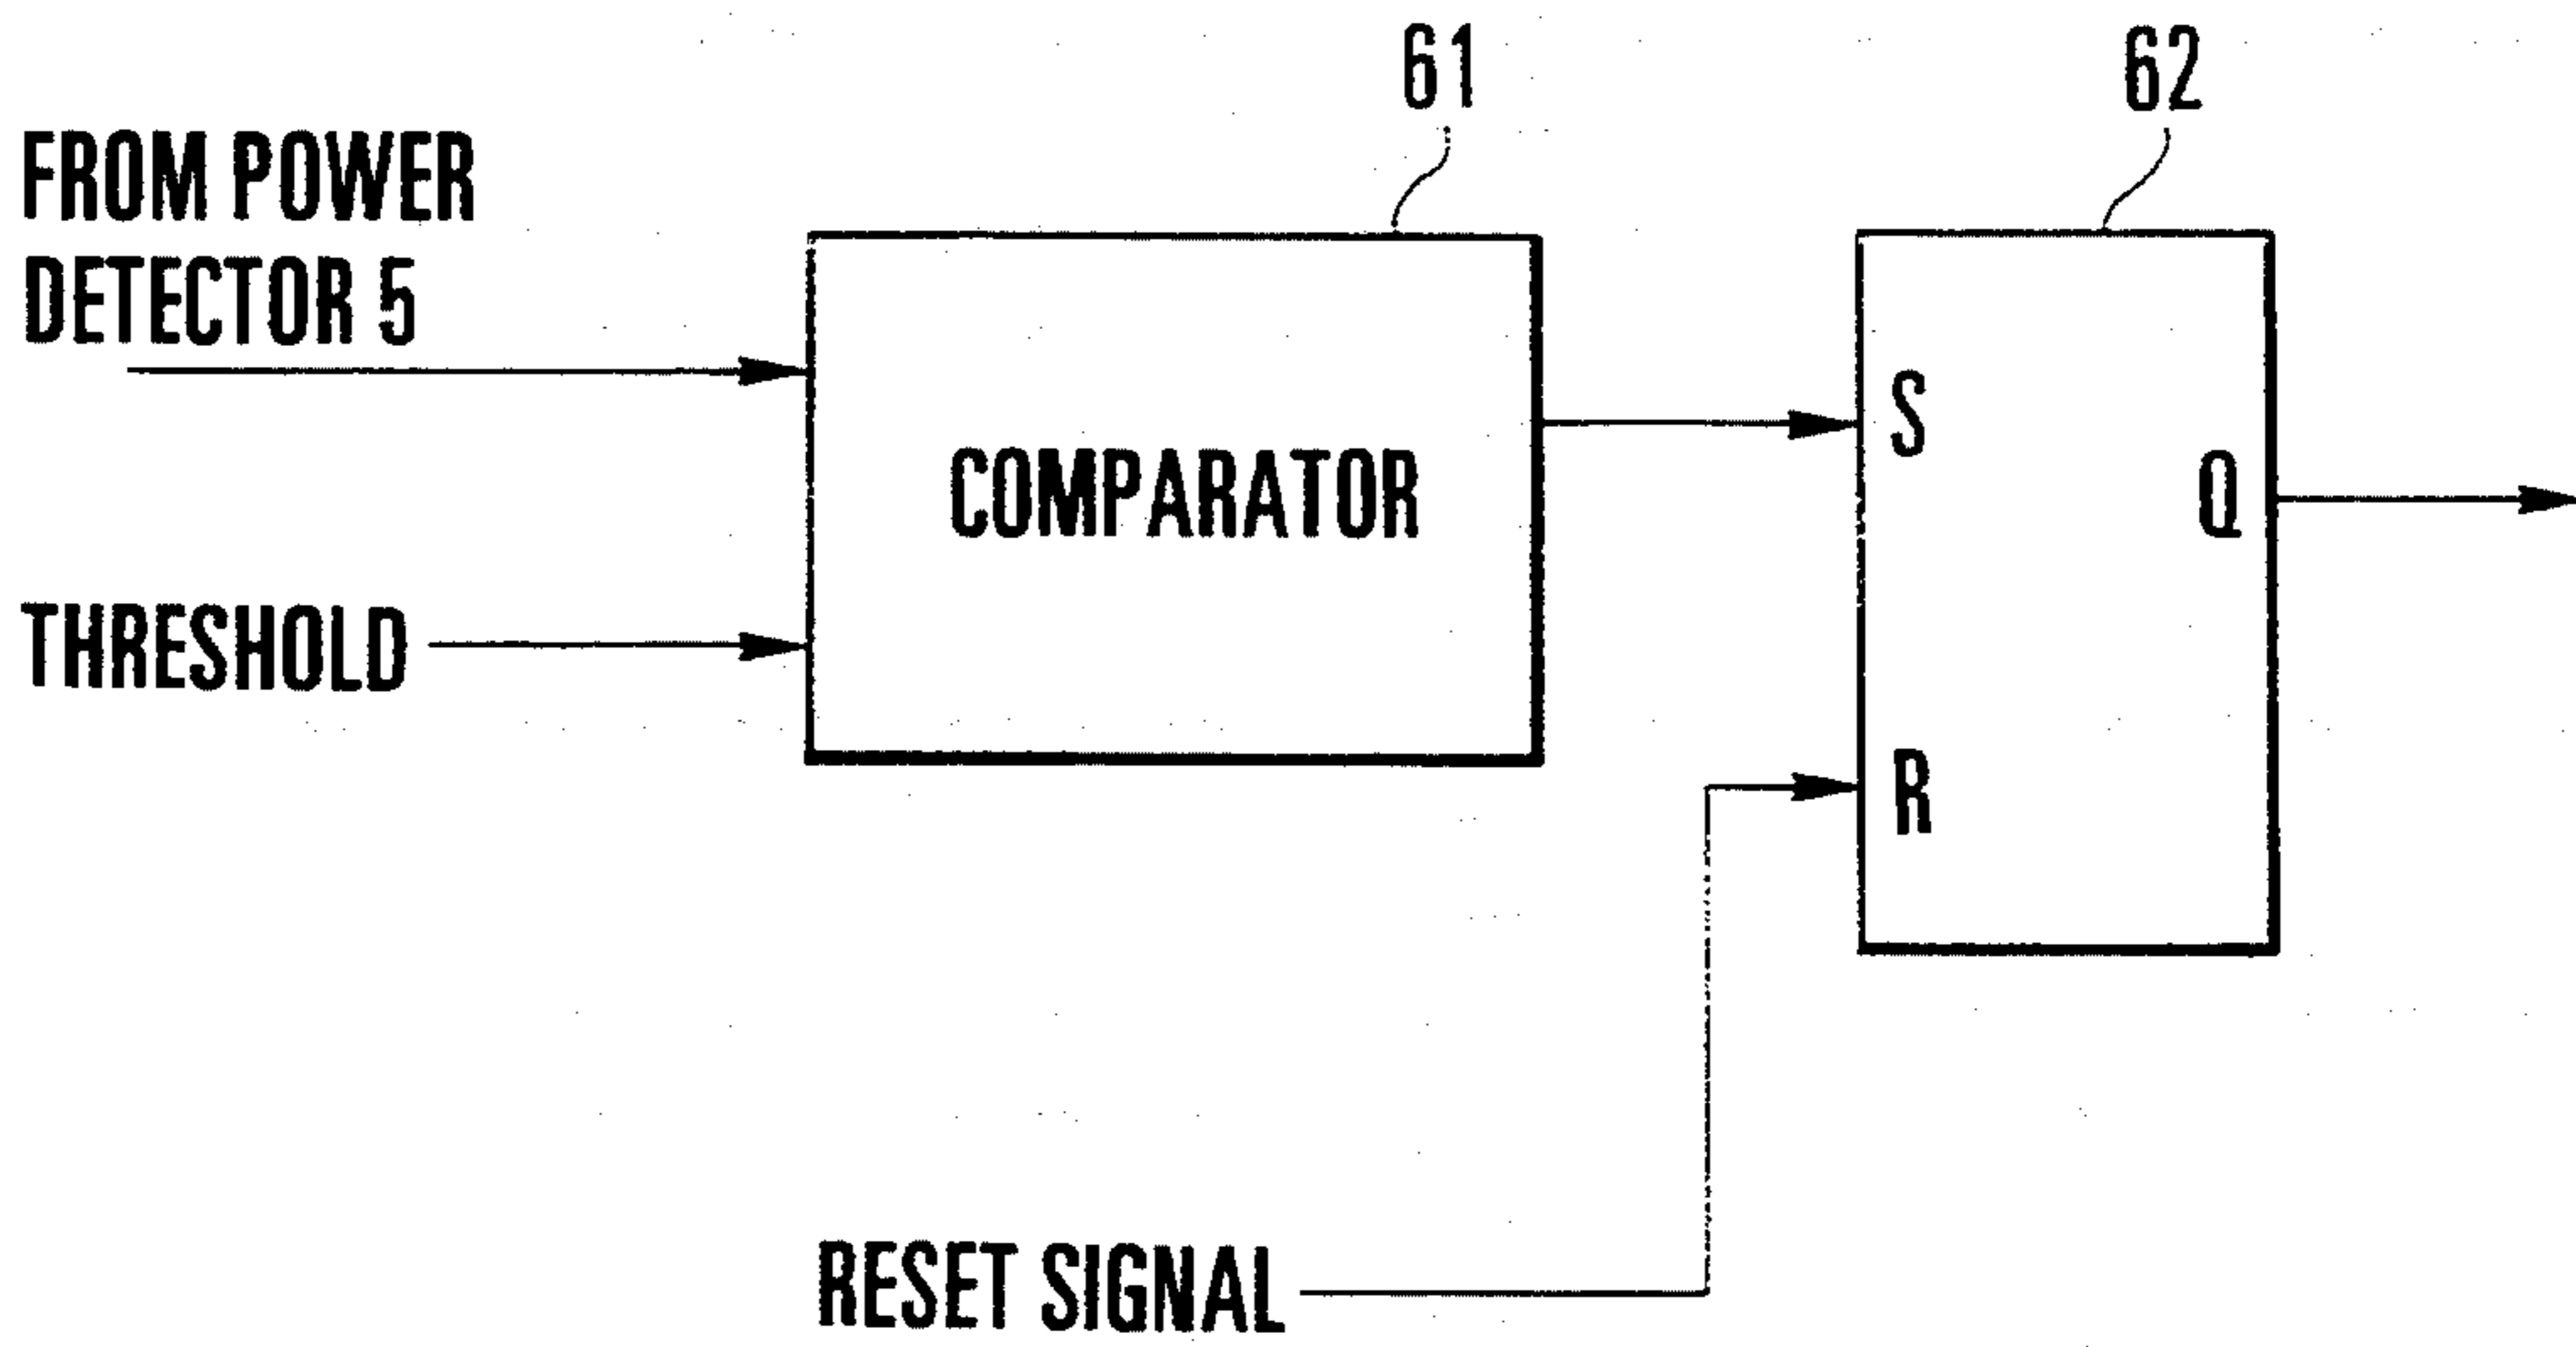 61
62
FROM POWER
DETECTOR 5
S
COMPARATOR
Q
THRESHOLD
R
RESET SIGNAL